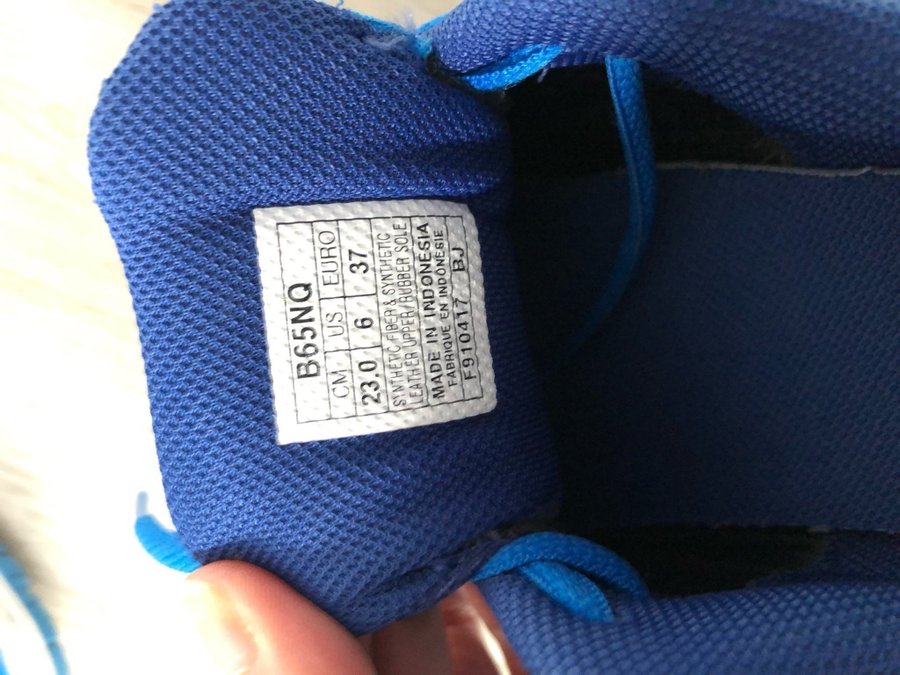 B65NQ
CM US EURO
23.0 6 37
SYNTHETIC FIBER & SYNTHETIC
LEATHER UPPER/RUBBER SOLE
MADE IN INDONESIA
FABRIQUE EN INDONÉSIE
F910417 BJ